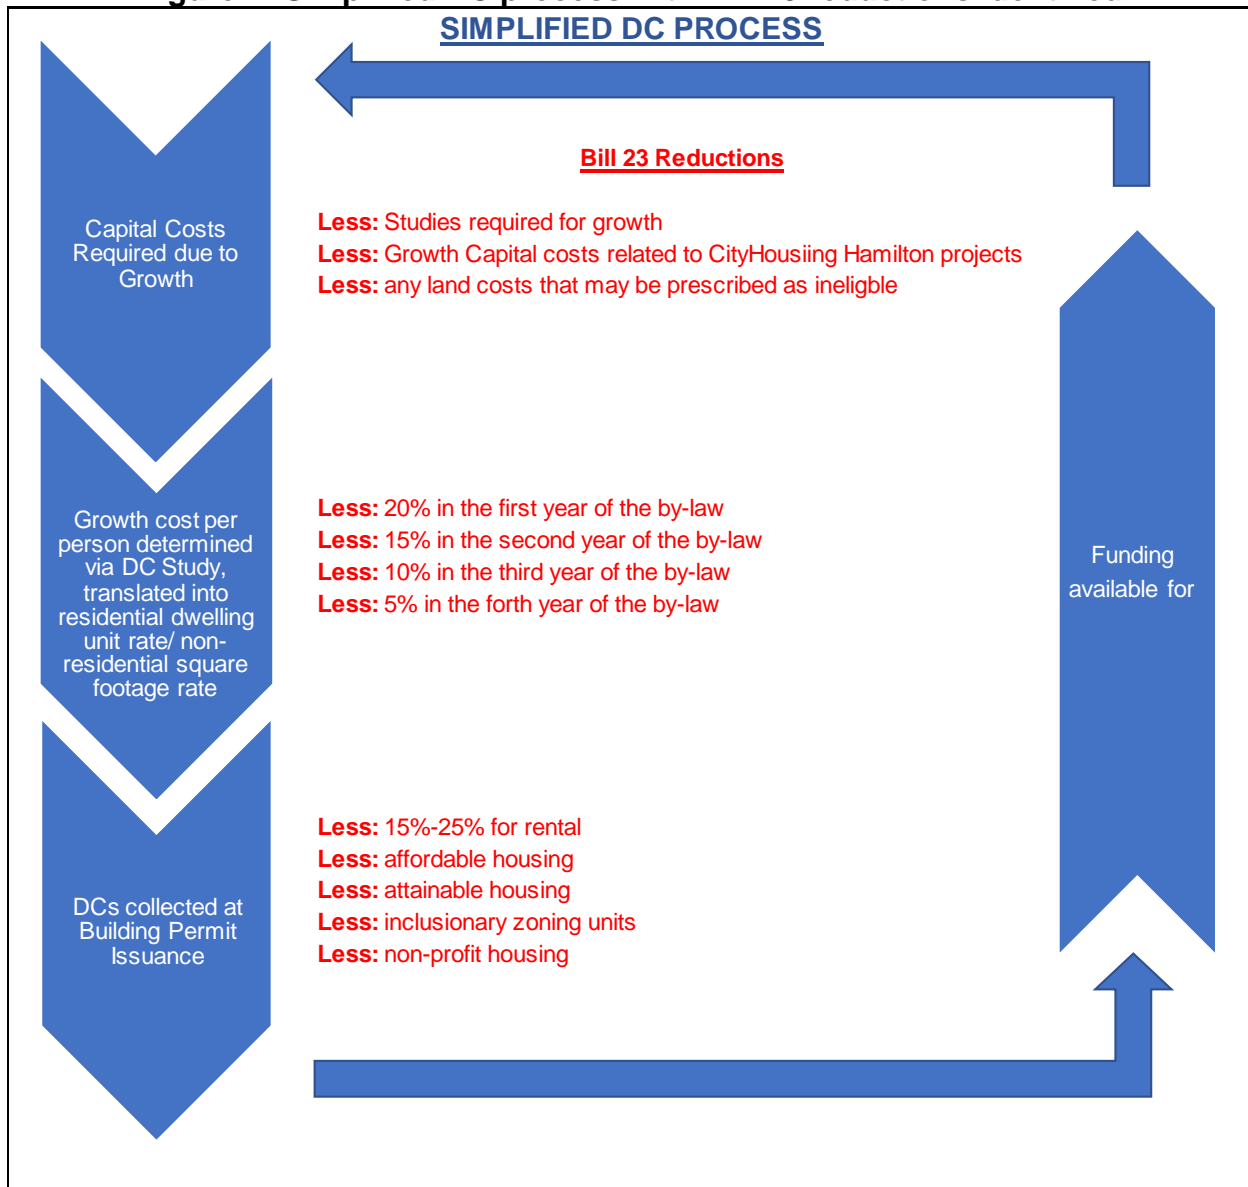 SIMPLIFIED DC PROCESS
Bill 23 Reductions
Capital Costs
Required due to
Growth
Less: Studies required for growth
Less: Growth Capital costs related to CityHousiing Hamilton projects
Less: any land costs that may be prescribed as ineligble
Growth cost per
person determined
via DC Study,
translated into
residential dwelling
unit rate/ non-
residential square
footage rate
Less: 20% in the first year of the by-law
Less: 15% in the second year of the by-law
Less: 10% in the third year of the by-law
Less: 5% in the forth year of the by-law
Funding
available for
DCs collected at
Building Permit
Issuance
Less: 15%-25% for rental
Less: affordable housing
Less: attainable housing
Less: inclusionary zoning units
Less: non-profit housing